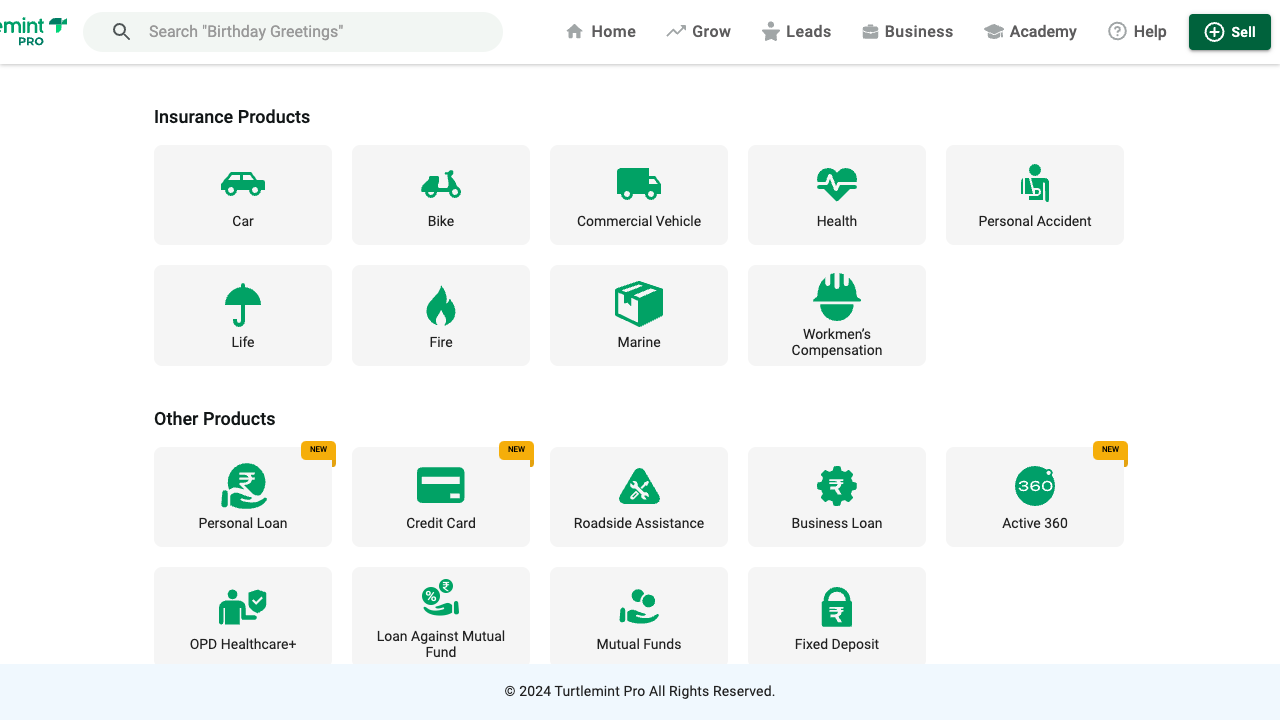 emint
PRO
Search "Birthday Greetings"
Home
Grow
Leads
Business
Academy
Help
Sell
Insurance Products
Car
Bike
Commercial Vehicle
Health
Personal Accident
Life
Fire
Marine
Workmen’s
Compensation
Other Products
NEW
Personal Loan
NEW
Credit Card
Roadside Assistance
₹
Business Loan
NEW
360
Active 360
OPD Healthcare+
% ₹
Loan Against Mutual
Fund
Mutual Funds
₹
Fixed Deposit
© 2024 Turtlemint Pro All Rights Reserved.